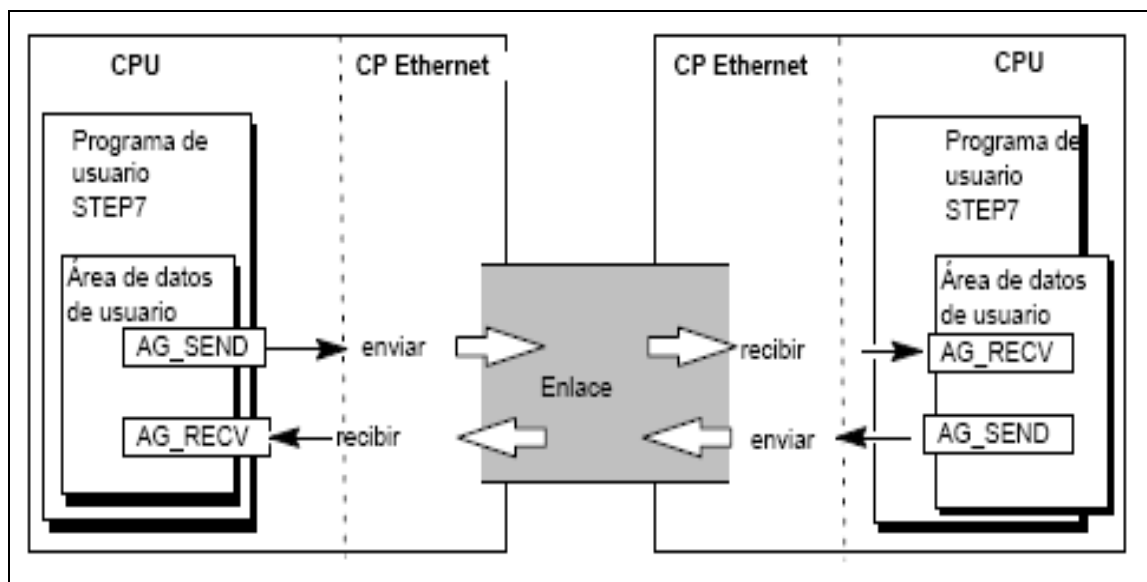 CPU
CP Ethernet
Programa de
usuario
STEP7
Área de datos
de usuario
AG_SEND
enviar
AG_RECV
recibir
Enlace
CP Ethernet
CPU
Programa de
usuario
STEP7
Área de datos
de usuario
recibir
AG_RECV
enviar
AG_SEND